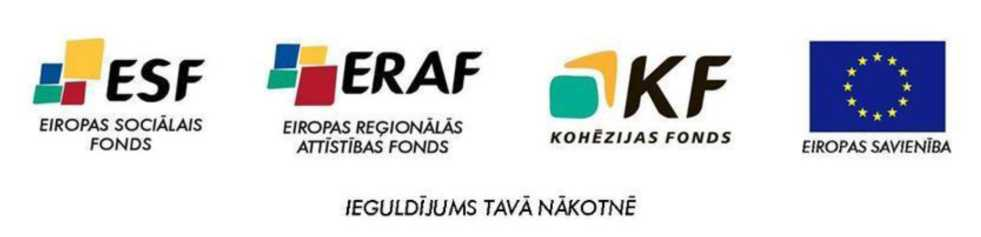 ESF
EIROPAS SOCIĀLAIS
FONDS
ERAF
EIROPAS REĢIONĀLĀS
ATTĪSTĪBAS FONDS
KF
KOHĒZIJAS FONDS
EIROPAS SAVIENĪBA
IEGULDĪJUMS TAVĀ NĀKOTNĒ